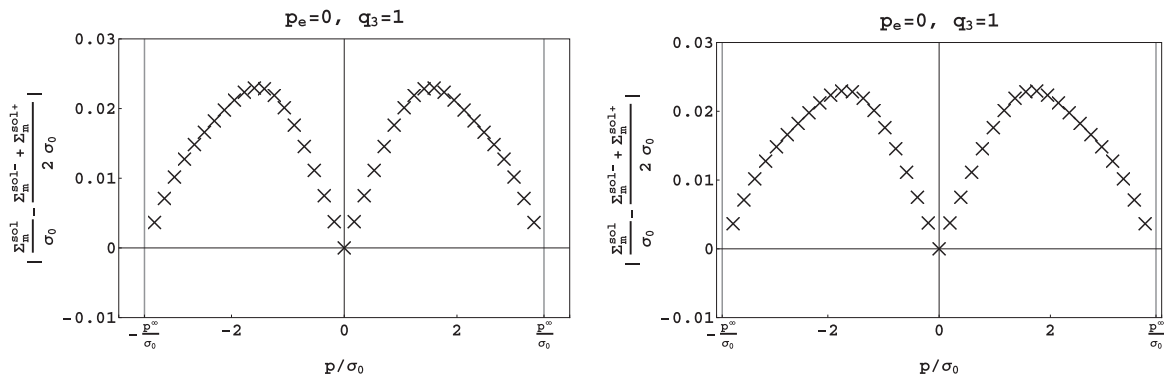 p_e=0, q_3=1
| Σ_m^sol / σ_0 - Σ_m^sol- + Σ_m^sol+ / 2 σ_0 |
0.03
0.02
0.01
0
-0.01
- p^∞ / σ_0
-2
0
2
p^∞ / σ_0
p/σ_0
p_e=0, q_3=1
| Σ_m^sol / σ_0 - Σ_m^sol- + Σ_m^sol+ / 2 σ_0 |
0.03
0.02
0.01
0
-0.01
- p^∞ / σ_0
-2
0
2
p^∞ / σ_0
p/σ_0